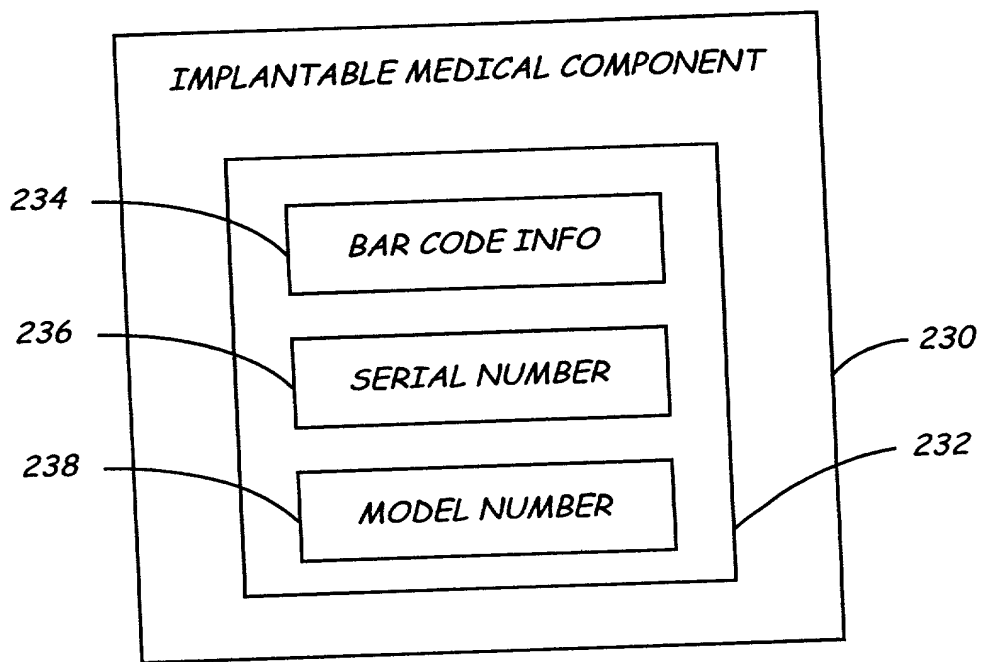 IMPLANTABLE MEDICAL COMPONENT
234
BAR CODE INFO
236
SERIAL NUMBER
230
238
MODEL NUMBER
232